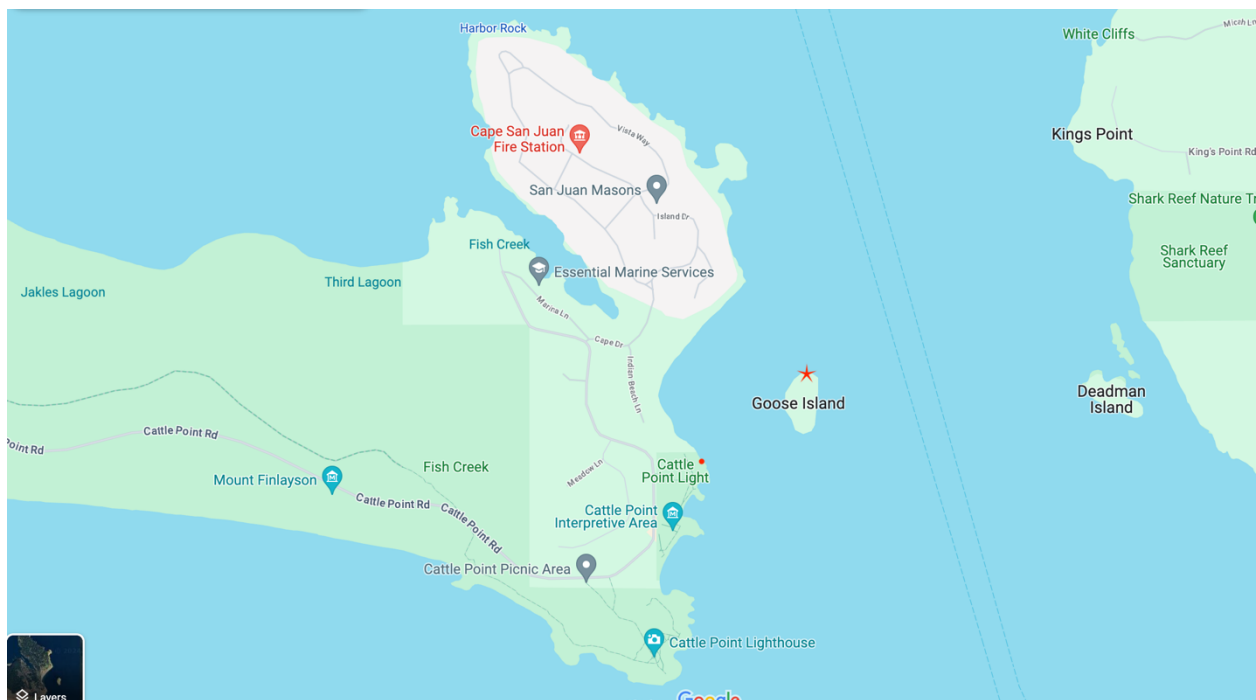 Harbor Rock
White Cliffs
Vista Way
Cape San Juan
Fire Station
Kings Point
King's Point Rd
San Juan Masons
Shark Reef Nature Tr
Island Dr
Fish Creek
Shark Reef
Sanctuary
Essential Marine Services
Third Lagoon
Jakles Lagoon
Marina Ln
Cape Dr
Indian Beach Ln
Deadman
Island
Goose Island
Cattle Point Rd
Point Rd
Cattle
Point Light
Fish Creek
Meadow Ln
Mount Finlayson
Cattle Point Rd
Cattle Point Rd
Cattle Point
Interpretive Area
Cattle Point Picnic Area
Cattle Point Lighthouse
Layers
Google